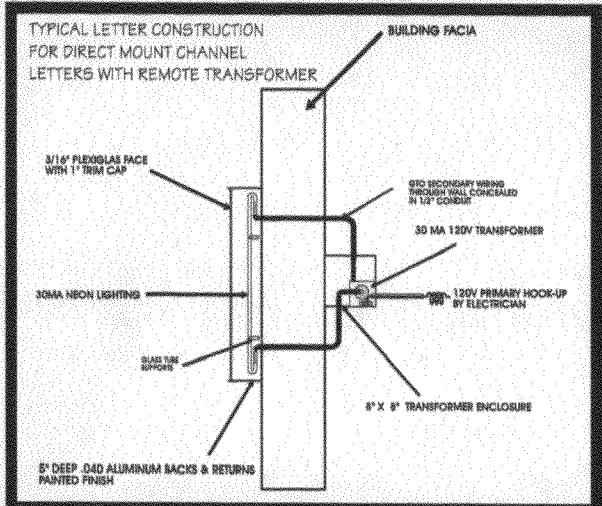 TYPICAL LETTER CONSTRUCTION
FOR DIRECT MOUNT CHANNEL
LETTERS WITH REMOTE TRANSFORMER
BUILDING FACIA
3/16" PLEXIGLAS FACE
WITH 1" TRIM CAP
GTO SECONDARY WIRING
THROUGH WALL CONCEALED
IN 1/2" CONDUIT
30 MA 120V TRANSFORMER
30MA NEON LIGHTING
120V PRIMARY HOOK-UP
BY ELECTRICIAN
GLASS TUBE
SUPPORTS
8" X 8" TRANSFORMER ENCLOSURE
5" DEEP .040 ALUMINUM BACKS & RETURNS
PAINTED FINISH